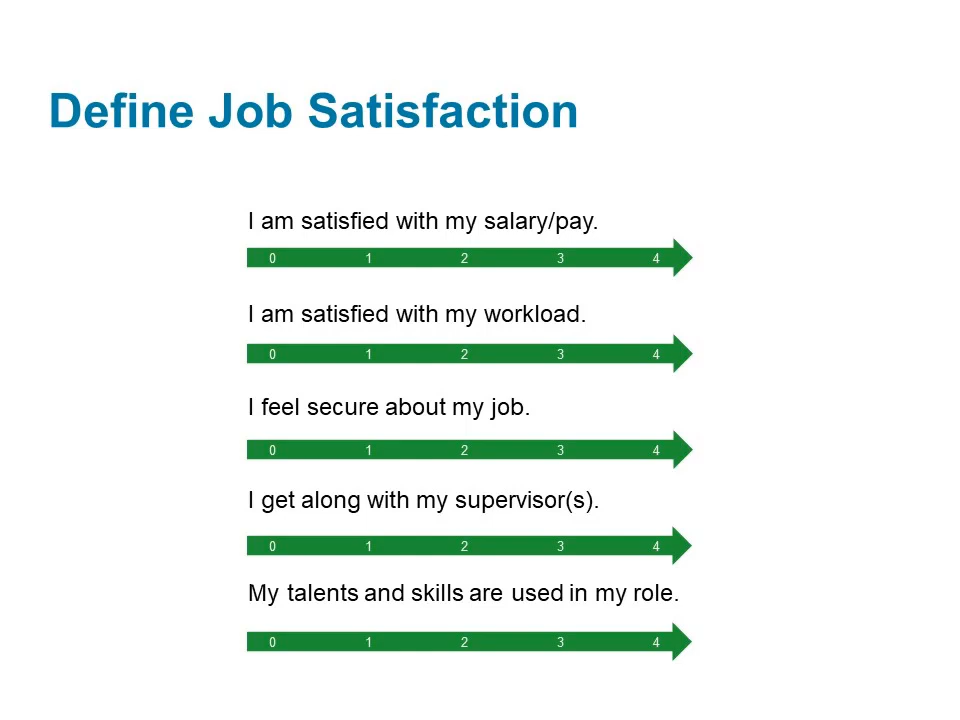 Define Job Satisfaction
I am satisfied with my salary/pay.
0 1 2 3 4
I am satisfied with my workload.
0 1 2 3 4
I feel secure about my job.
0 1 2 3 4
I get along with my supervisor(s).
0 1 2 3 4
My talents and skills are used in my role.
0 1 2 3 4